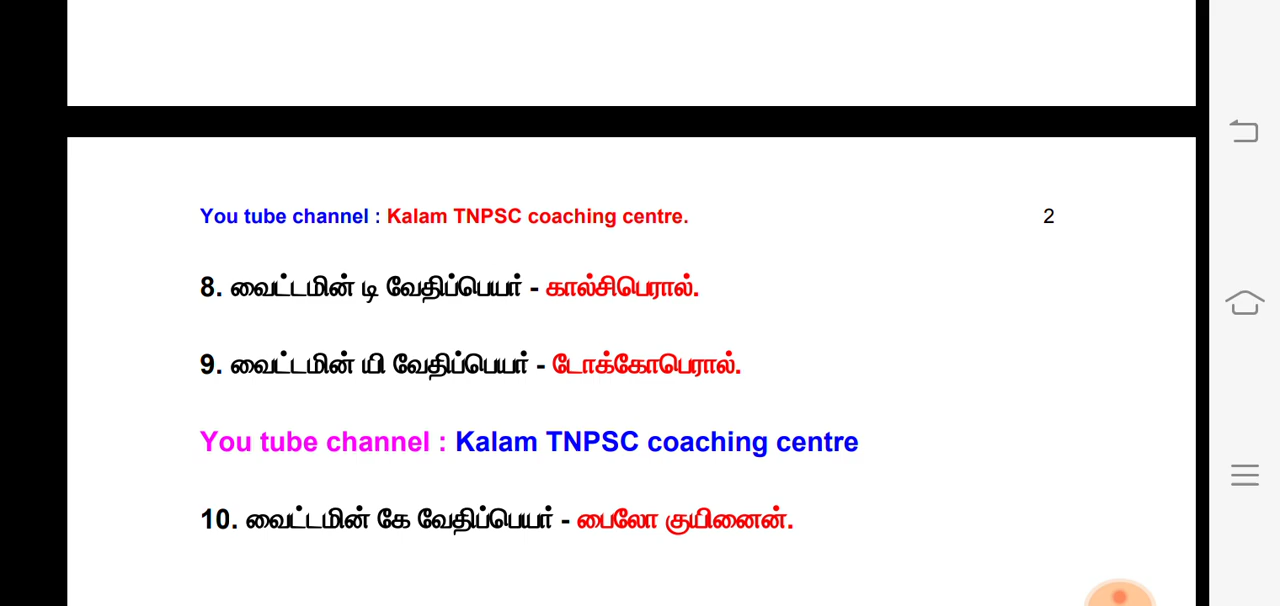 You tube channel : Kalam TNPSC coaching centre. 2
8. வைட்டமின் டி வேதிப்பெயர் - கால்சிபெரால்.
9. வைட்டமின் யி வேதிப்பெயர் - டோக்கோபெரால்.
You tube channel : Kalam TNPSC coaching centre
10. வைட்டமின் கே வேதிப்பெயர் - பைலோ குயினைன்.